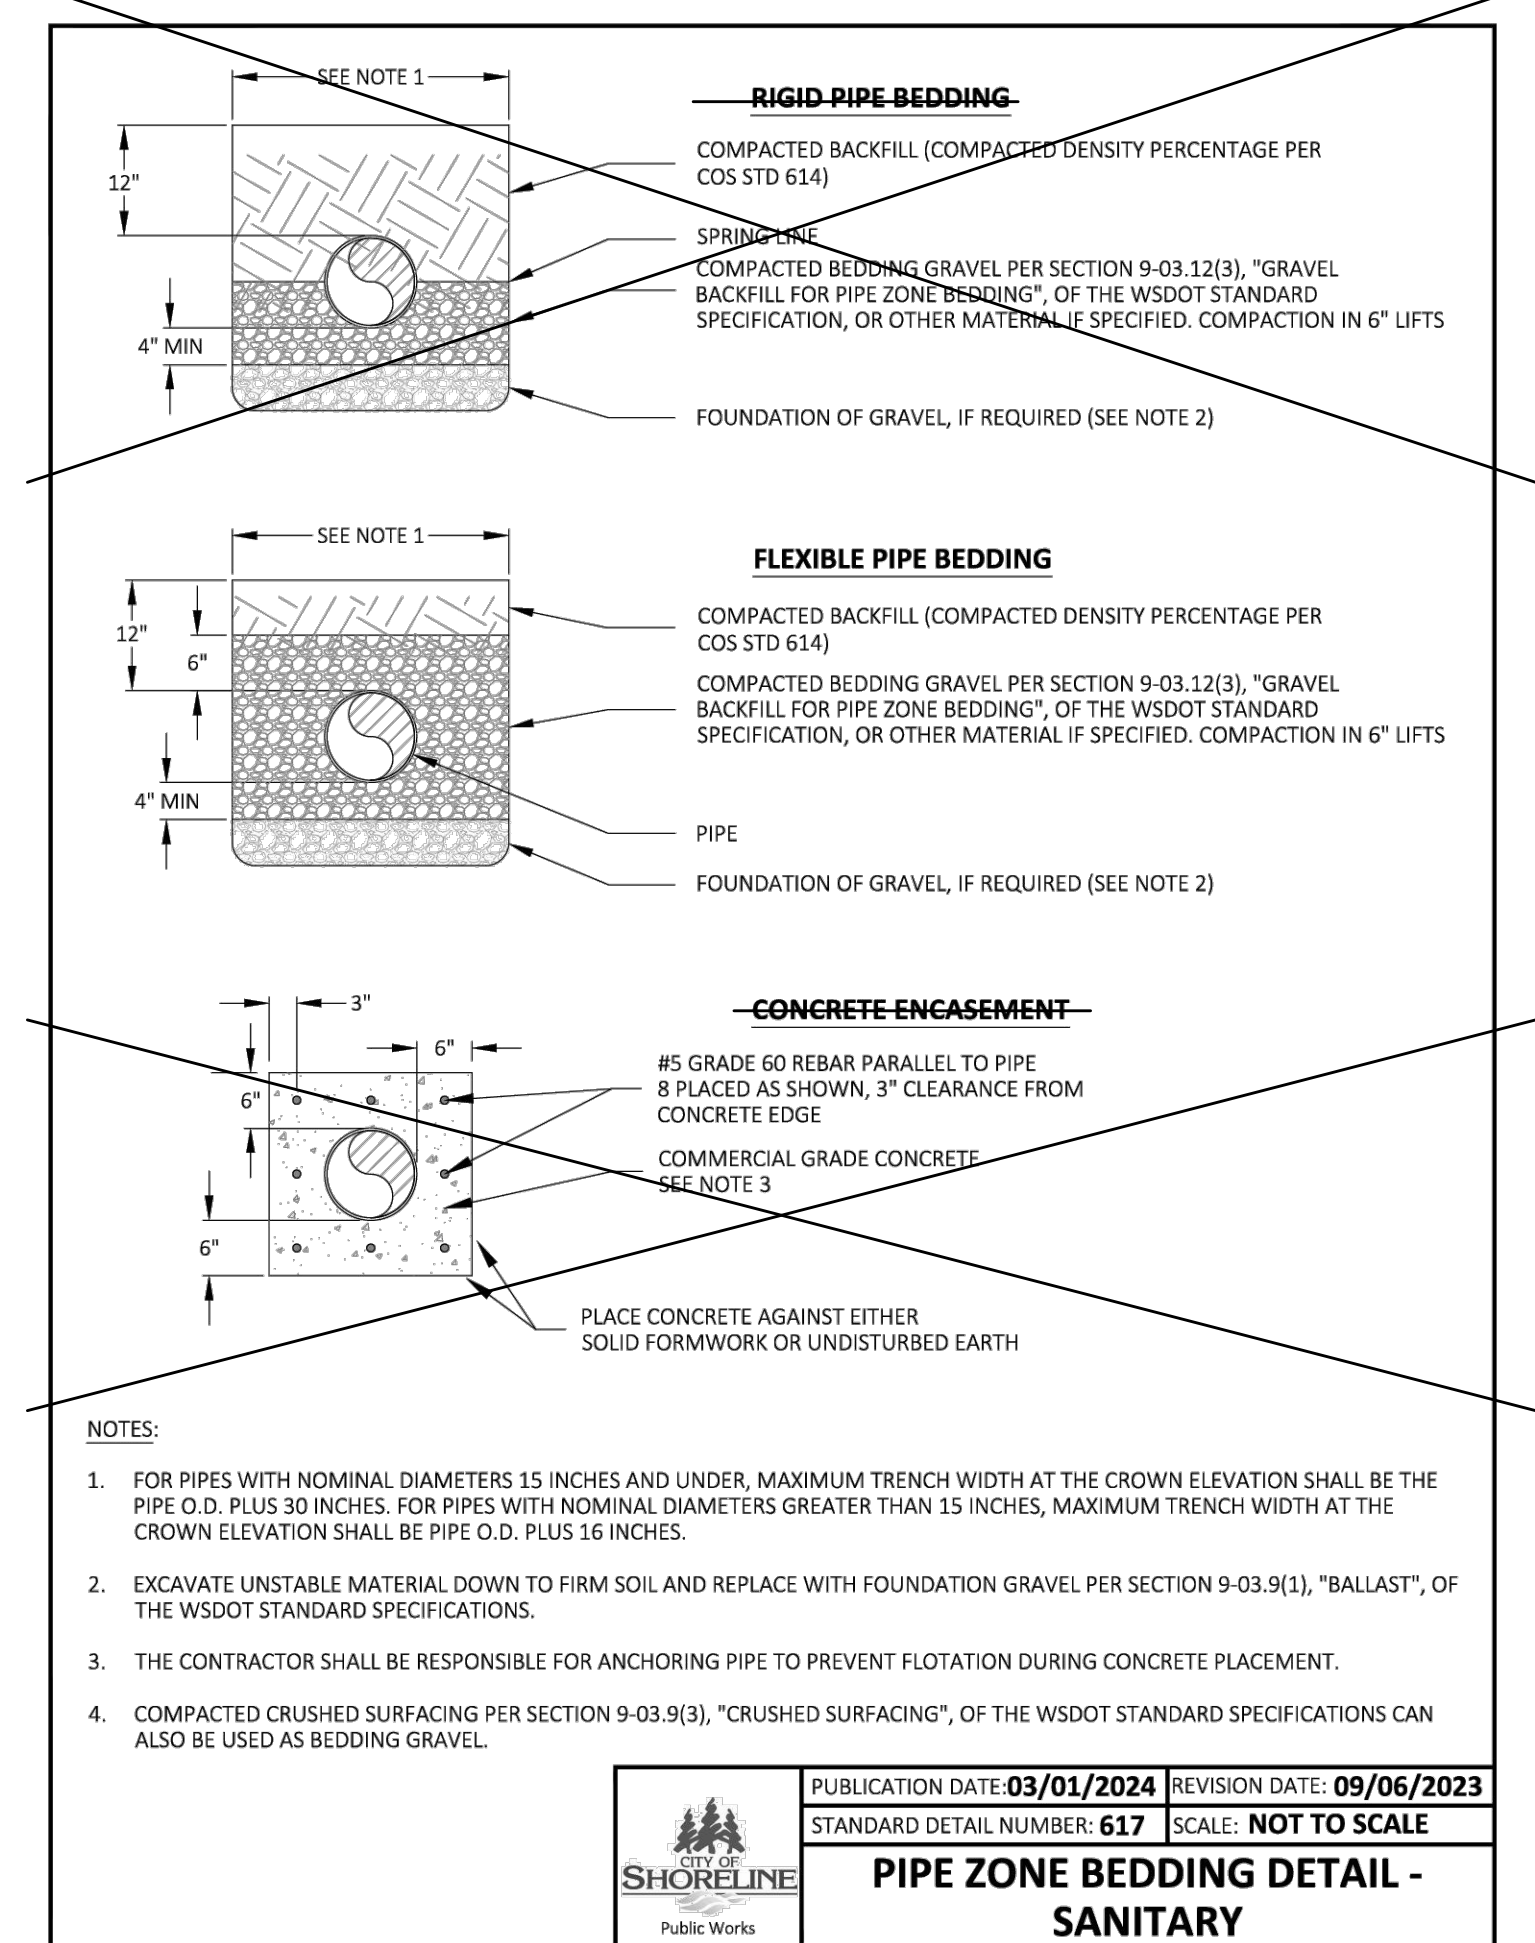 SEE NOTE 1
RIGID PIPE BEDDING
COMPACTED BACKFILL (COMPACTED DENSITY PERCENTAGE PER
COS STD 614)
12"
SPRING LINE
COMPACTED BEDDING GRAVEL PER SECTION 9-03.12(3), "GRAVEL
BACKFILL FOR PIPE ZONE BEDDING", OF THE WSDOT STANDARD
SPECIFICATION, OR OTHER MATERIAL IF SPECIFIED. COMPACTION IN 6" LIFTS
4" MIN
FOUNDATION OF GRAVEL, IF REQUIRED (SEE NOTE 2)
SEE NOTE 1
FLEXIBLE PIPE BEDDING
COMPACTED BACKFILL (COMPACTED DENSITY PERCENTAGE PER
COS STD 614)
12"
6"
COMPACTED BEDDING GRAVEL PER SECTION 9-03.12(3), "GRAVEL
BACKFILL FOR PIPE ZONE BEDDING", OF THE WSDOT STANDARD
SPECIFICATION, OR OTHER MATERIAL IF SPECIFIED. COMPACTION IN 6" LIFTS
4" MIN
PIPE
FOUNDATION OF GRAVEL, IF REQUIRED (SEE NOTE 2)
3"
CONCRETE ENCASEMENT
6"
#5 GRADE 60 REBAR PARALLEL TO PIPE
8 PLACED AS SHOWN, 3" CLEARANCE FROM
CONCRETE EDGE
6"
COMMERCIAL GRADE CONCRETE
SEE NOTE 3
6"
PLACE CONCRETE AGAINST EITHER
SOLID FORMWORK OR UNDISTURBED EARTH
NOTES:
1. FOR PIPES WITH NOMINAL DIAMETERS 15 INCHES AND UNDER, MAXIMUM TRENCH WIDTH AT THE CROWN ELEVATION SHALL BE THE
PIPE O.D. PLUS 30 INCHES. FOR PIPES WITH NOMINAL DIAMETERS GREATER THAN 15 INCHES, MAXIMUM TRENCH WIDTH AT THE
CROWN ELEVATION SHALL BE PIPE O.D. PLUS 16 INCHES.
2. EXCAVATE UNSTABLE MATERIAL DOWN TO FIRM SOIL AND REPLACE WITH FOUNDATION GRAVEL PER SECTION 9-03.9(1), "BALLAST", OF
THE WSDOT STANDARD SPECIFICATIONS.
3. THE CONTRACTOR SHALL BE RESPONSIBLE FOR ANCHORING PIPE TO PREVENT FLOTATION DURING CONCRETE PLACEMENT.
4. COMPACTED CRUSHED SURFACING PER SECTION 9-03.9(3), "CRUSHED SURFACING", OF THE WSDOT STANDARD SPECIFICATIONS CAN
ALSO BE USED AS BEDDING GRAVEL.
CITY OF
SHORELINE
Public Works
PUBLICATION DATE: 03/01/2024 REVISION DATE: 09/06/2023
STANDARD DETAIL NUMBER: 617 SCALE: NOT TO SCALE
PIPE ZONE BEDDING DETAIL -
SANITARY